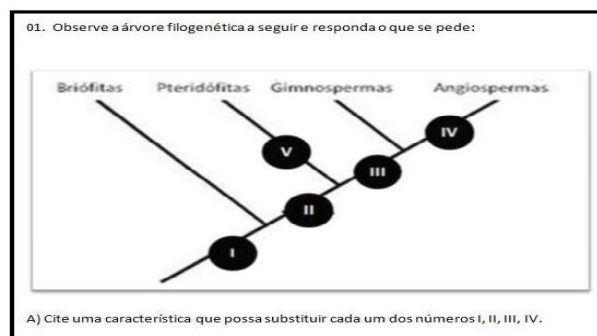 01. Observe a árvore filogenética a seguir e responda o que se pede:
Briófitas Pteridófitas Gimnospermas Angiospermas
IV
V
III
II
I
A) Cite uma característica que possa substituir cada um dos números I, II, III, IV.